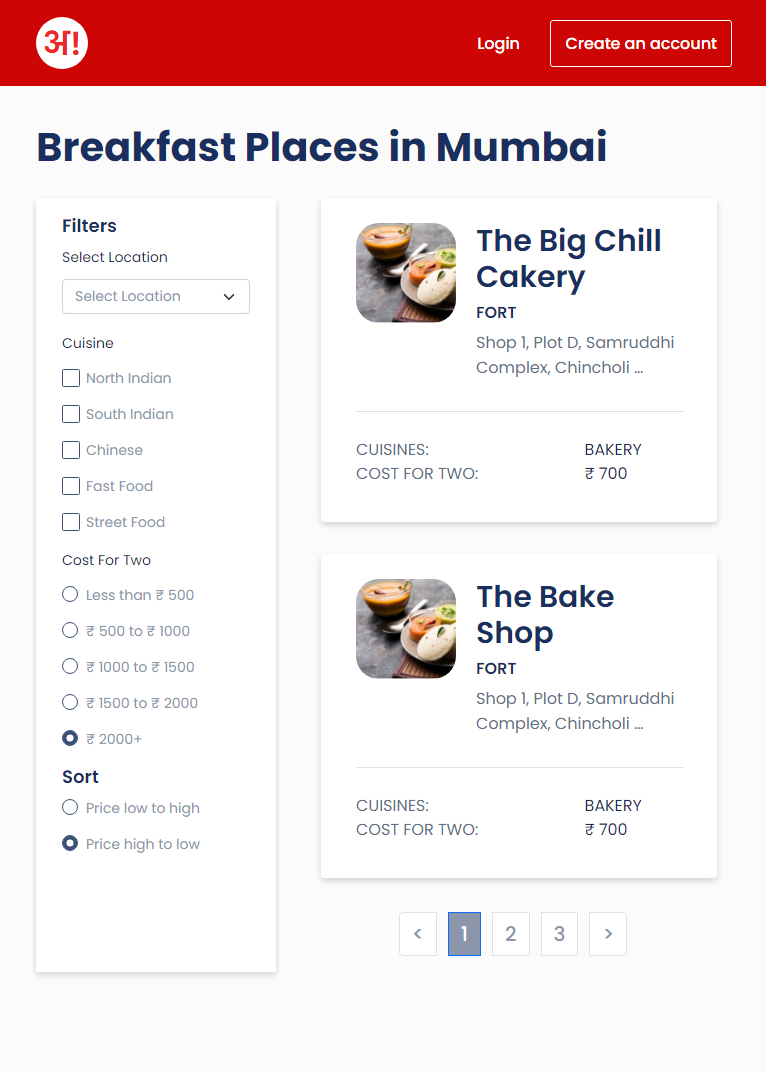 अ!
Login
Create an account
Breakfast Places in Mumbai
Filters
Select Location
Select Location
Cuisine
North Indian
South Indian
Chinese
Fast Food
Street Food
Cost For Two
Less than ₹ 500
₹ 500 to ₹ 1000
₹ 1000 to ₹ 1500
₹ 1500 to ₹ 2000
₹ 2000+
Sort
Price low to high
Price high to low
The Big Chill
Cakery
FORT
Shop 1, Plot D, Samruddhi
Complex, Chincholi ...
CUISINES: BAKERY
COST FOR TWO: ₹ 700
The Bake
Shop
FORT
Shop 1, Plot D, Samruddhi
Complex, Chincholi ...
CUISINES: BAKERY
COST FOR TWO: ₹ 700
< 1 2 3 >